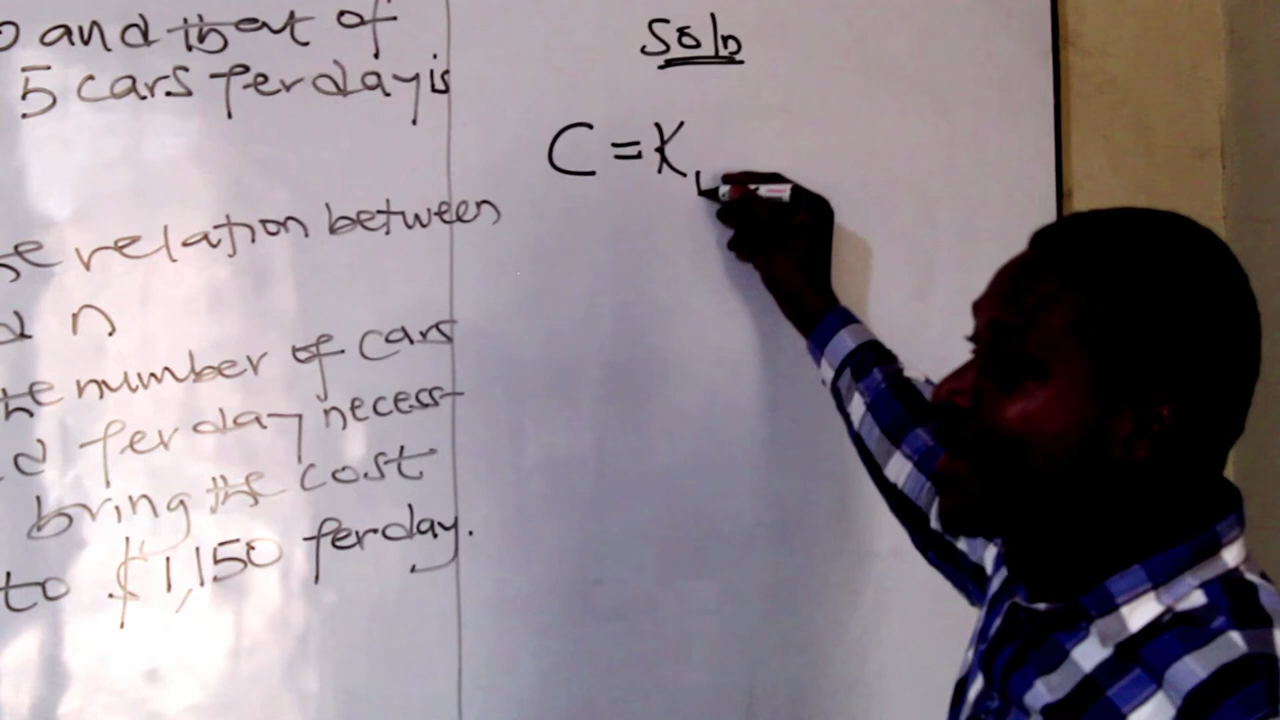 and that of
5 cars per day is
relation between
n
number of cars
per day necess-
bring the cost
to $1,150 per day.
Soln
C = K